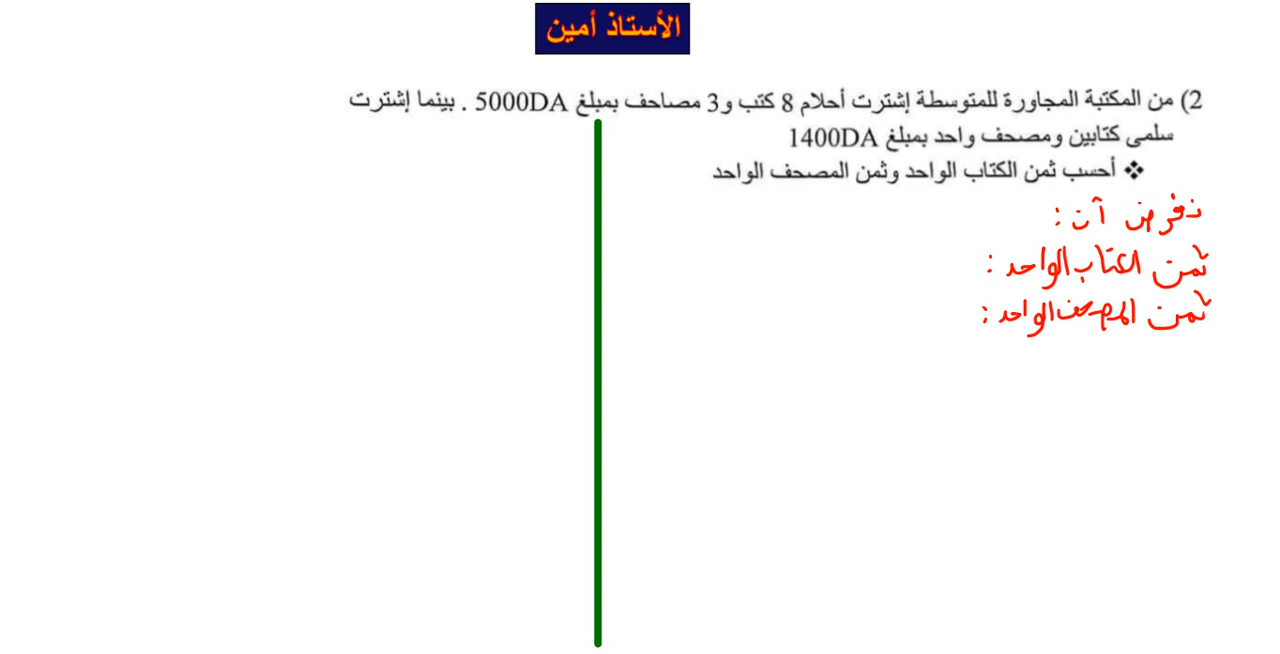 الأستاذ أمين
2) من المكتبة المجاورة للمتوسطة إشترت أحلام 8 كتب و3 مصاحف بمبلغ 5000DA . بينما إشترت
سلمى كتابين ومصحف واحد بمبلغ 1400DA
❖ أحسب ثمن الكتاب الواحد وثمن المصحف الواحد
نفرض أن :
ثمن الكتاب الواحد :
ثمن المصحف الواحد :